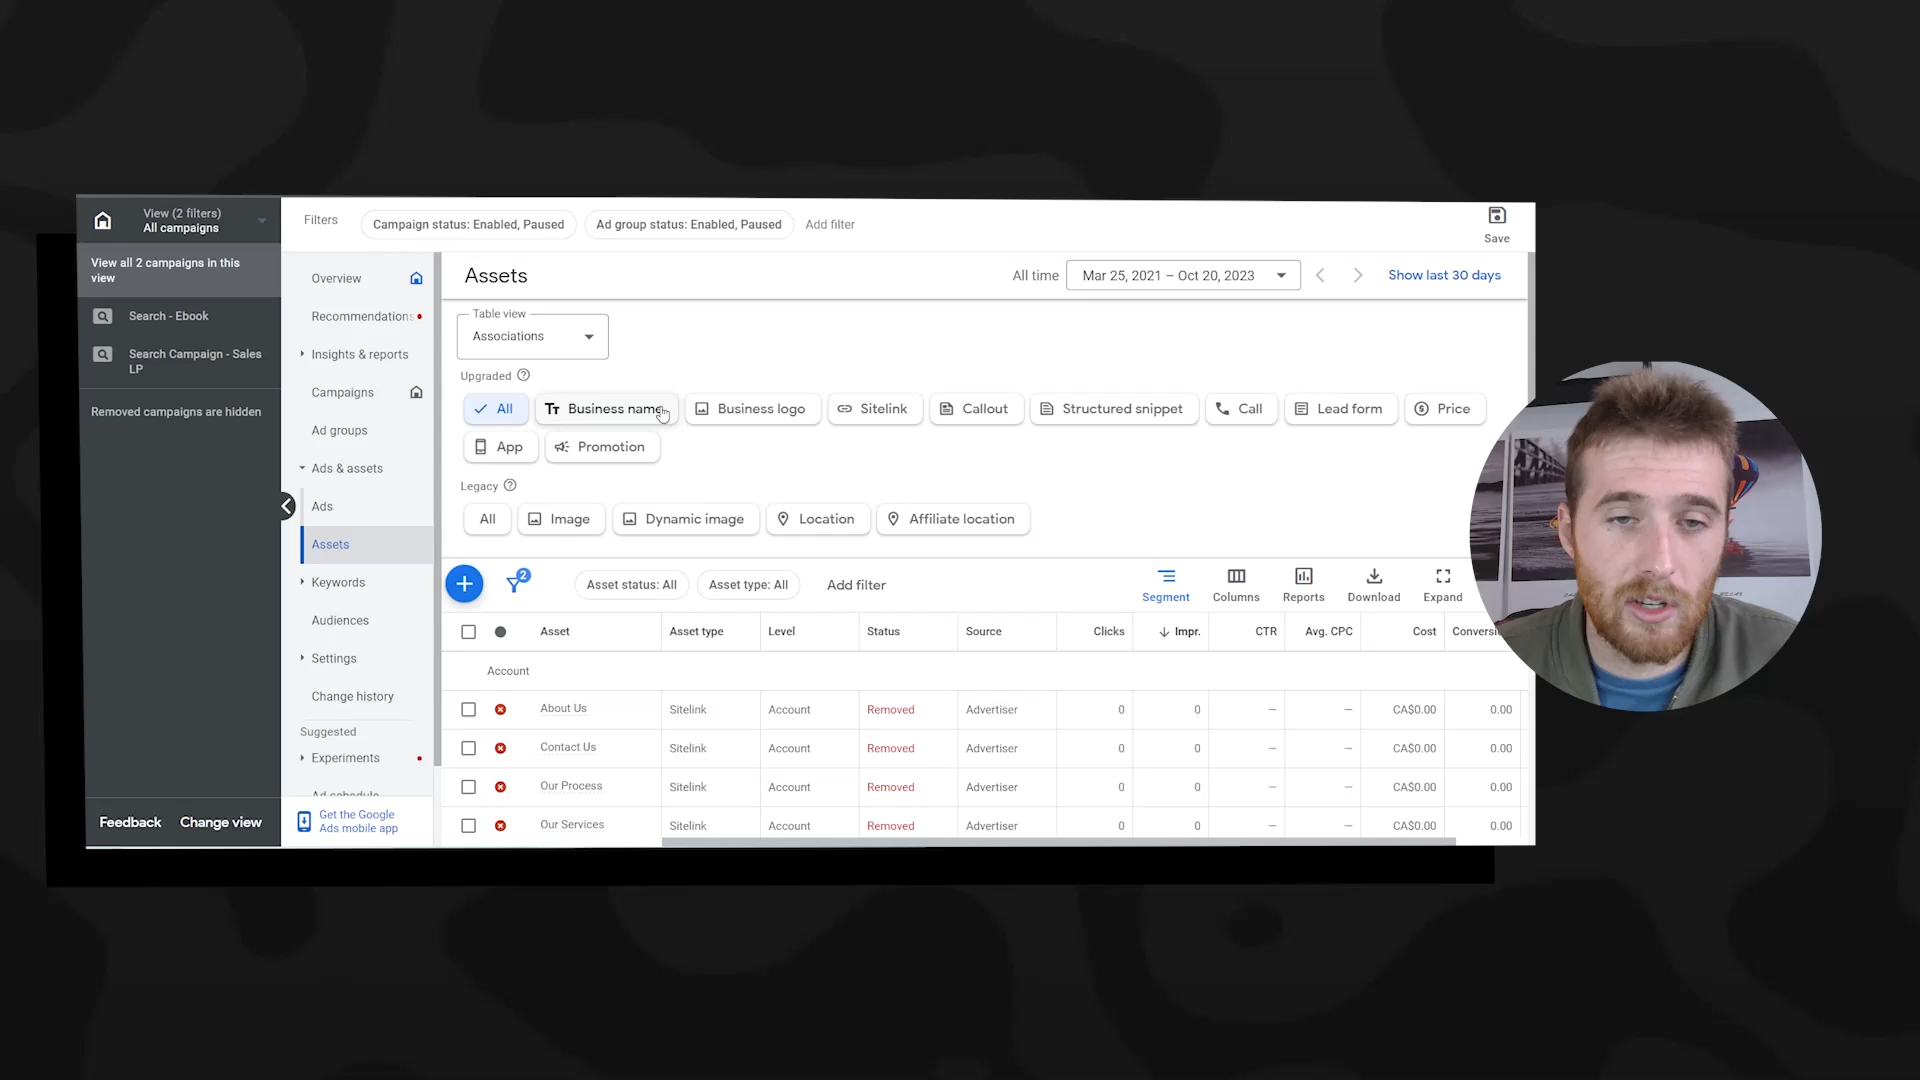 View (2 filters)
All campaigns
Filters
Campaign status: Enabled, Paused
Ad group status: Enabled, Paused
Add filter
Save
View all 2 campaigns in this
view
Search - Ebook
Search Campaign - Sales
LP
Removed campaigns are hidden
Feedback
Change view
Overview
Recommendations
Insights & reports
Campaigns
Ad groups
Ads & assets
Ads
Assets
Keywords
Audiences
Settings
Change history
Suggested
Experiments
Ad schedule
Get the Google
Ads mobile app
Assets
All time
Mar 25, 2021 – Oct 20, 2023
Show last 30 days
Table view
Associations
Upgraded
All
Business name
Business logo
Sitelink
Callout
Structured snippet
Call
Lead form
Price
App
Promotion
Legacy
All
Image
Dynamic image
Location
Affiliate location
2
Asset status: All
Asset type: All
Add filter
Segment
Columns
Reports
Download
Expand
Asset Asset type Level Status Source Clicks Impr. CTR Avg. CPC Cost
Account
About Us Sitelink Account Removed Advertiser 0 0 — — CA$0.00 0.00
Contact Us Sitelink Account Removed Advertiser 0 0 — — CA$0.00 0.00
Our Process Sitelink Account Removed Advertiser 0 0 — — CA$0.00 0.00
Our Services Sitelink Account Removed Advertiser 0 0 — — CA$0.00 0.00